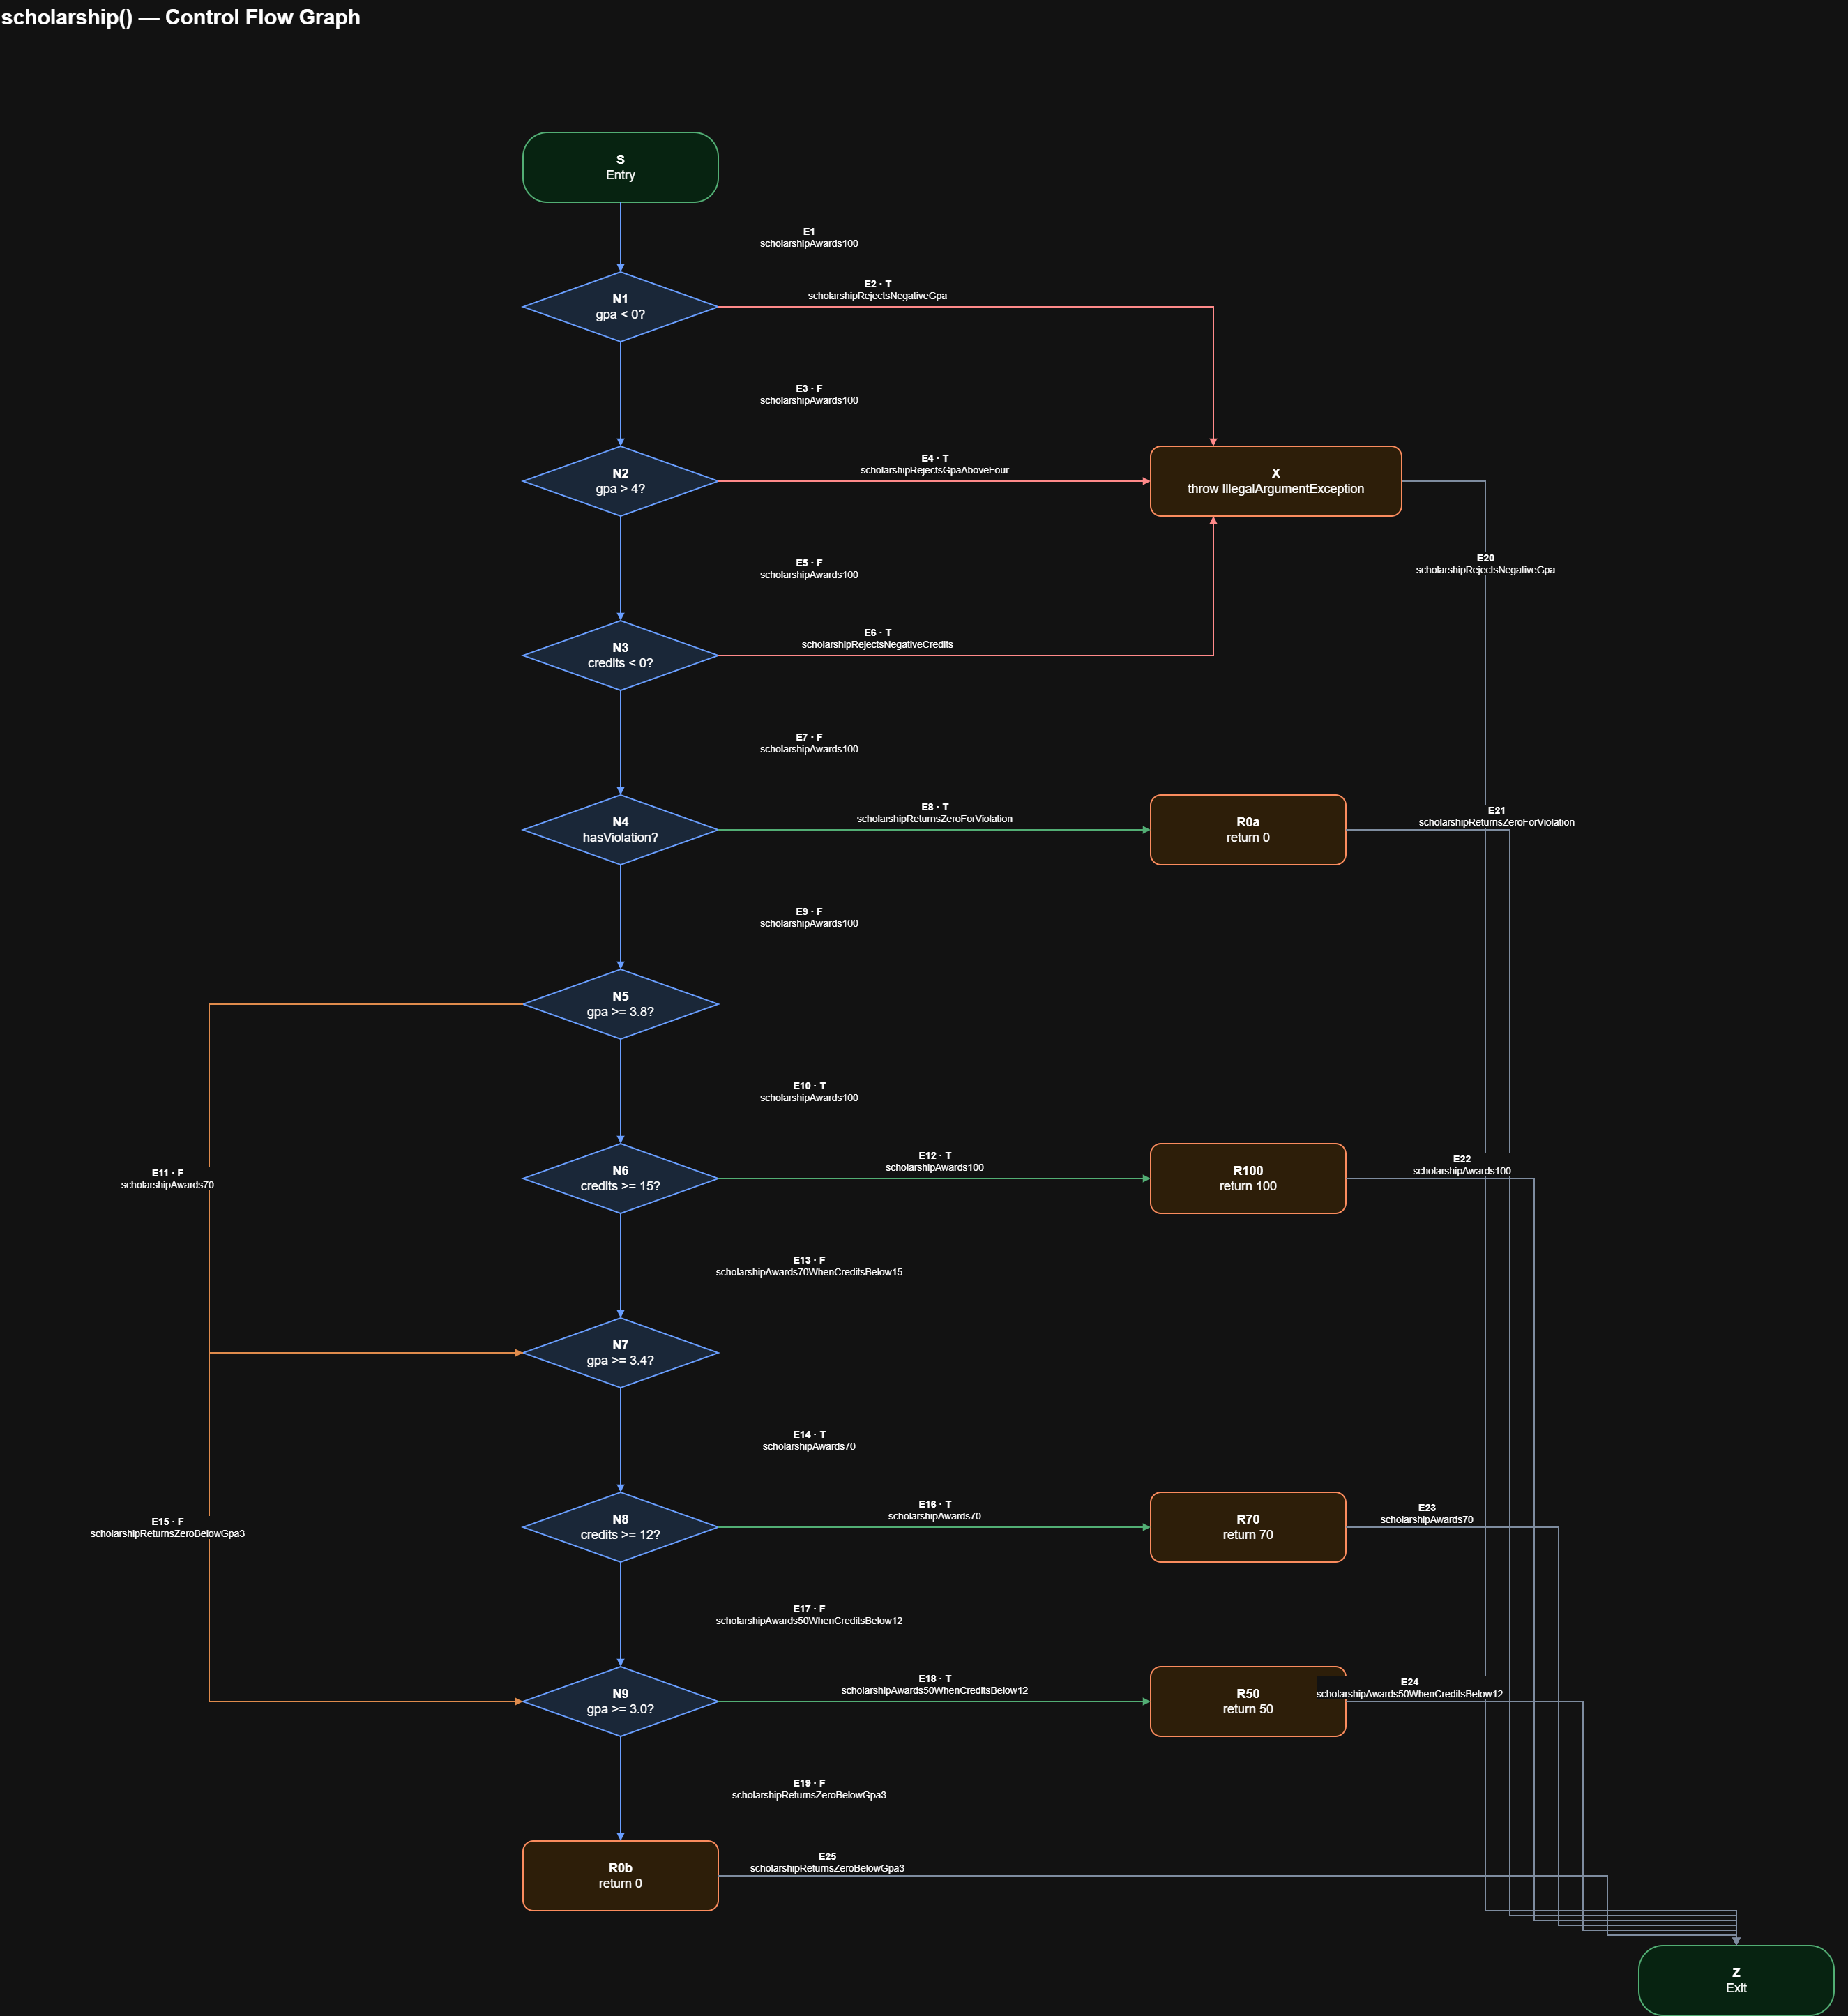 scholarship() — Control Flow Graph
S
Entry
E1
scholarshipAwards100
N1
gpa < 0?
E2 · T
scholarshipRejectsNegativeGpa
E3 · F
scholarshipAwards100
N2
gpa > 4?
E4 · T
scholarshipRejectsGpaAboveFour
X
throw IllegalArgumentException
E20
scholarshipRejectsNegativeGpa
E5 · F
scholarshipAwards100
N3
credits < 0?
E6 · T
scholarshipRejectsNegativeCredits
E7 · F
scholarshipAwards100
N4
hasViolation?
E8 · T
scholarshipReturnsZeroForViolation
R0a
return 0
E21
scholarshipReturnsZeroForViolation
E9 · F
scholarshipAwards100
N5
gpa >= 3.8?
E10 · T
scholarshipAwards100
E11 · F
scholarshipAwards70
N6
credits >= 15?
E12 · T
scholarshipAwards100
R100
return 100
E22
scholarshipAwards100
E13 · F
scholarshipAwards70WhenCreditsBelow15
N7
gpa >= 3.4?
E14 · T
scholarshipAwards70
E15 · F
scholarshipReturnsZeroBelowGpa3
N8
credits >= 12?
E16 · T
scholarshipAwards70
R70
return 70
E23
scholarshipAwards70
E17 · F
scholarshipAwards50WhenCreditsBelow12
N9
gpa >= 3.0?
E18 · T
scholarshipAwards50WhenCreditsBelow12
R50
return 50
E24
scholarshipAwards50WhenCreditsBelow12
E19 · F
scholarshipReturnsZeroBelowGpa3
R0b
return 0
E25
scholarshipReturnsZeroBelowGpa3
Z
Exit